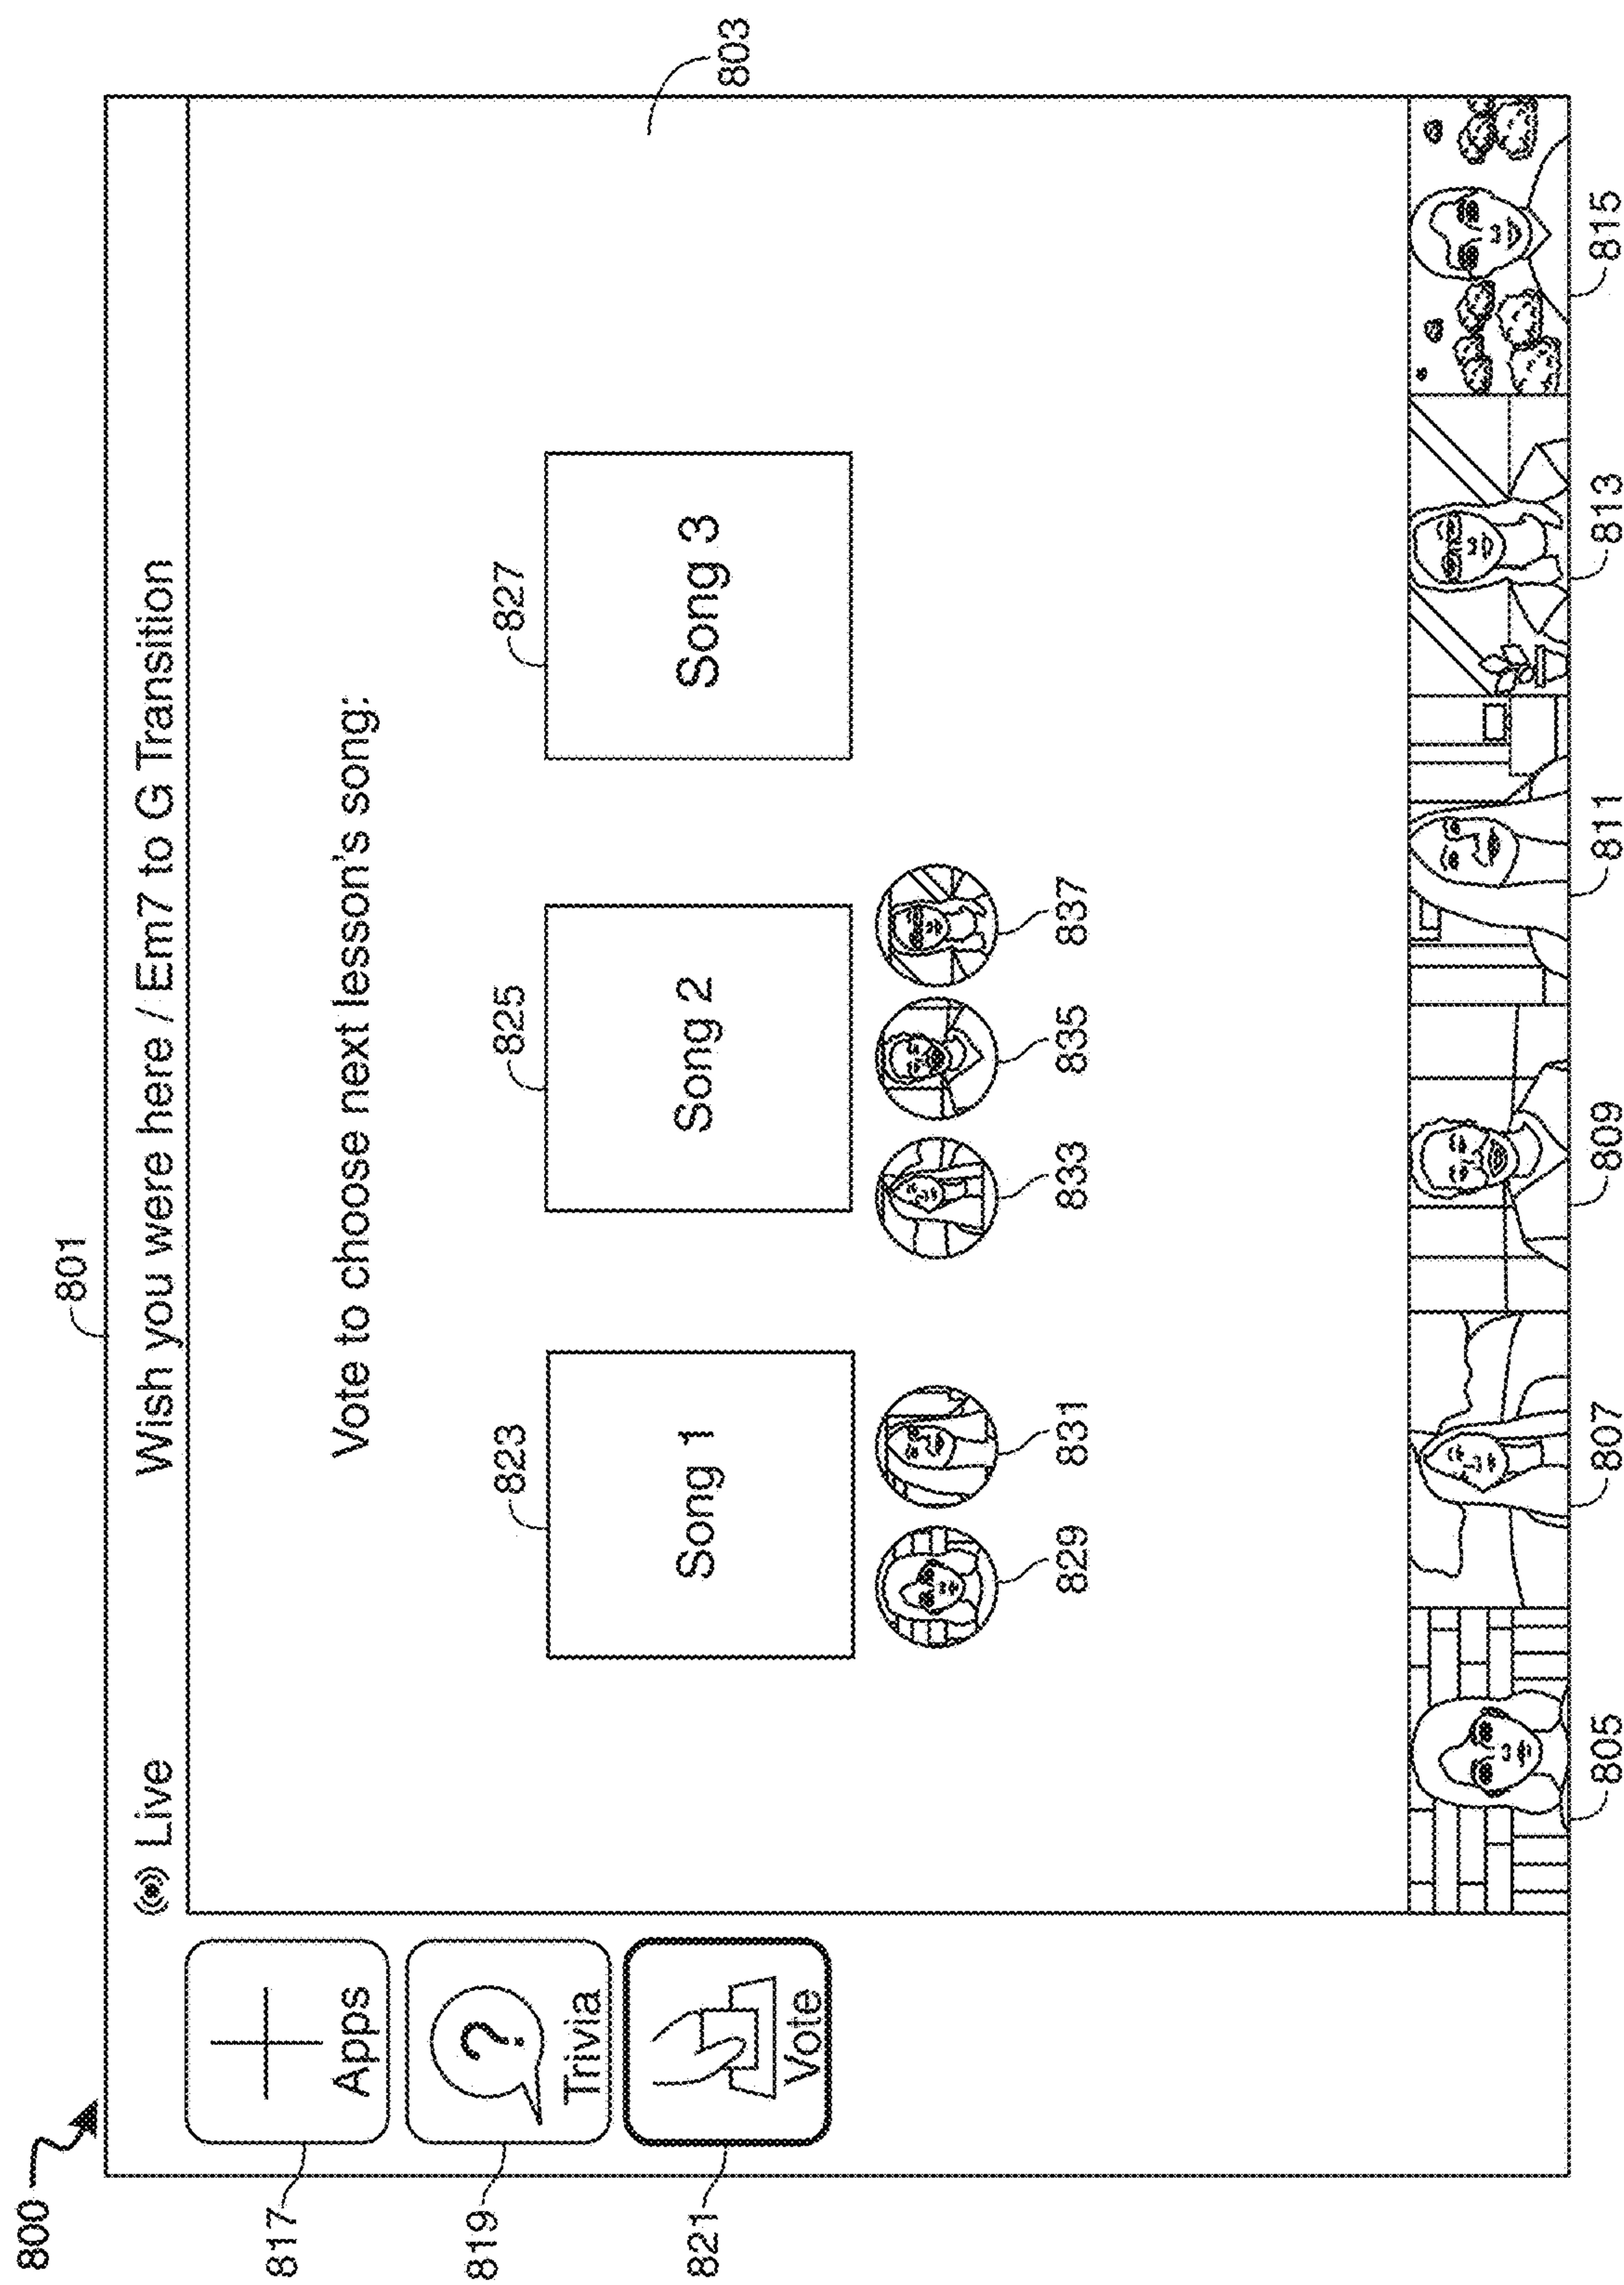 800
801
((•)) Live
Wish you were here / Em7 to G Transition
803
817
Apps
819
?
Trivia
821
Vote
Vote to choose next lesson's song:
823
825
827
Song 1
Song 2
Song 3
829
831
833
835
837
805
807
809
811
813
815